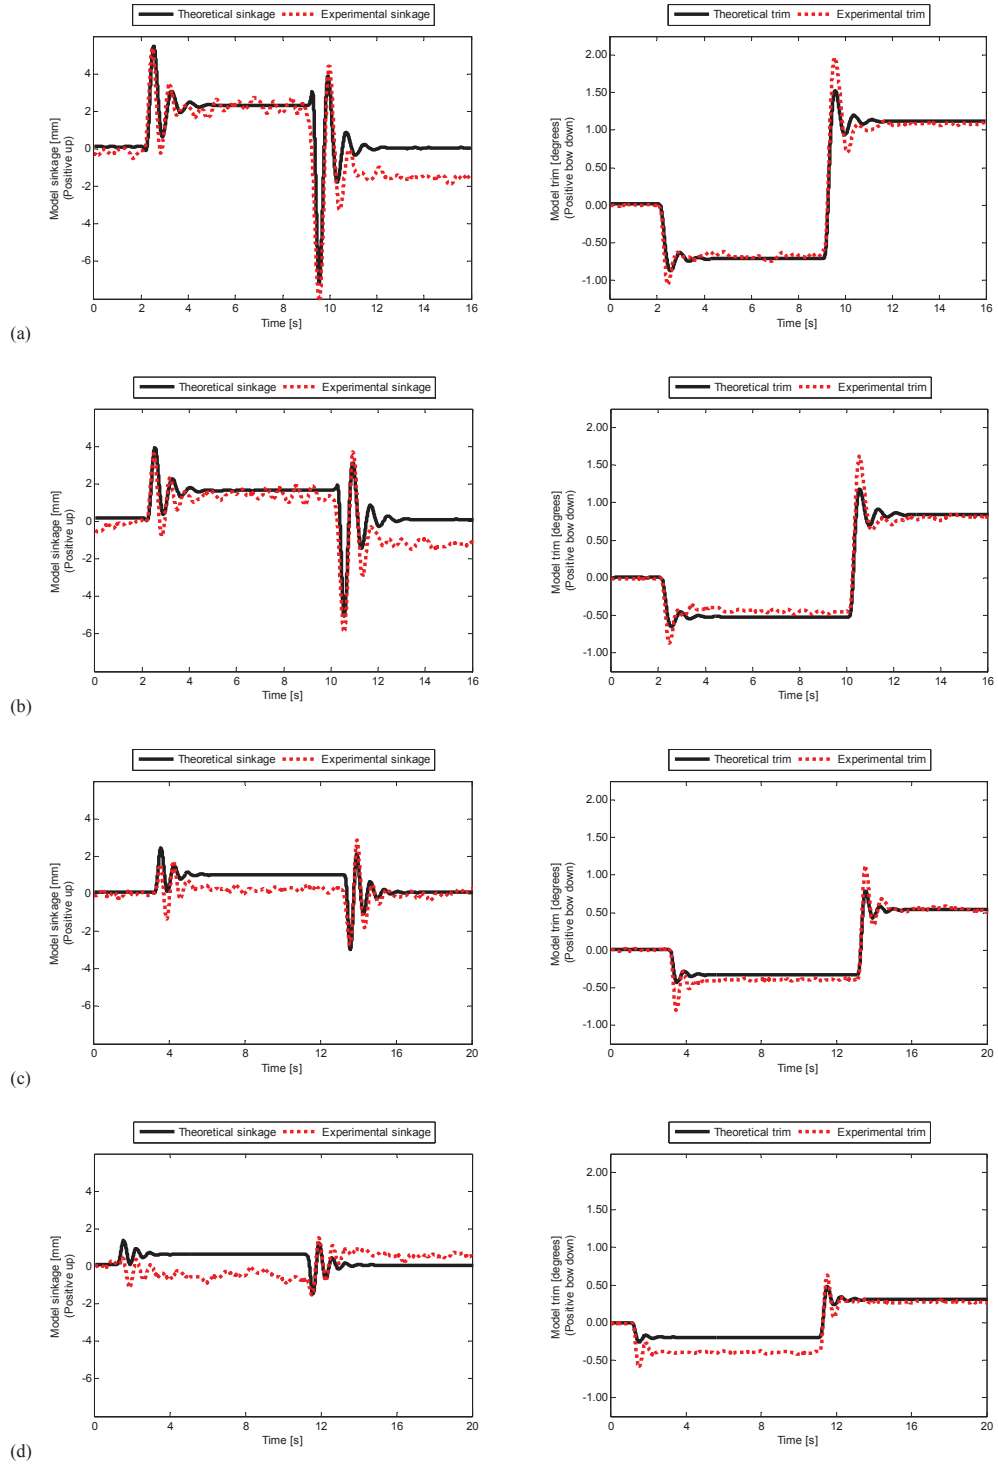 Theoretical sinkage Experimental sinkage
Theoretical trim Experimental trim
Model sinkage [mm]
(Positive up)
4
2
0
-2
-4
-6
0 2 4 6 8 10 12 14 16
Time [s]
Model trim [degrees]
(Positive bow down)
2.00
1.50
1.00
0.50
0.00
-0.50
-1.00
0 2 4 6 8 10 12 14 16
Time [s]
(a)
Theoretical sinkage Experimental sinkage
Theoretical trim Experimental trim
Model sinkage [mm]
(Positive up)
4
2
0
-2
-4
-6
0 2 4 6 8 10 12 14 16
Time [s]
Model trim [degrees]
(Positive bow down)
2.00
1.50
1.00
0.50
0.00
-0.50
-1.00
0 2 4 6 8 10 12 14 16
Time [s]
(b)
Theoretical sinkage Experimental sinkage
Theoretical trim Experimental trim
Model sinkage [mm]
(Positive up)
4
2
0
-2
-4
-6
0 4 8 12 16 20
Time [s]
Model trim [degrees]
(Positive bow down)
2.00
1.50
1.00
0.50
0.00
-0.50
-1.00
0 4 8 12 16 20
Time [s]
(c)
Theoretical sinkage Experimental sinkage
Theoretical trim Experimental trim
Model sinkage [mm]
(Positive up)
4
2
0
-2
-4
-6
0 4 8 12 16 20
Time [s]
Model trim [degrees]
(Positive bow down)
2.00
1.50
1.00
0.50
0.00
-0.50
-1.00
0 4 8 12 16 20
Time [s]
(d)